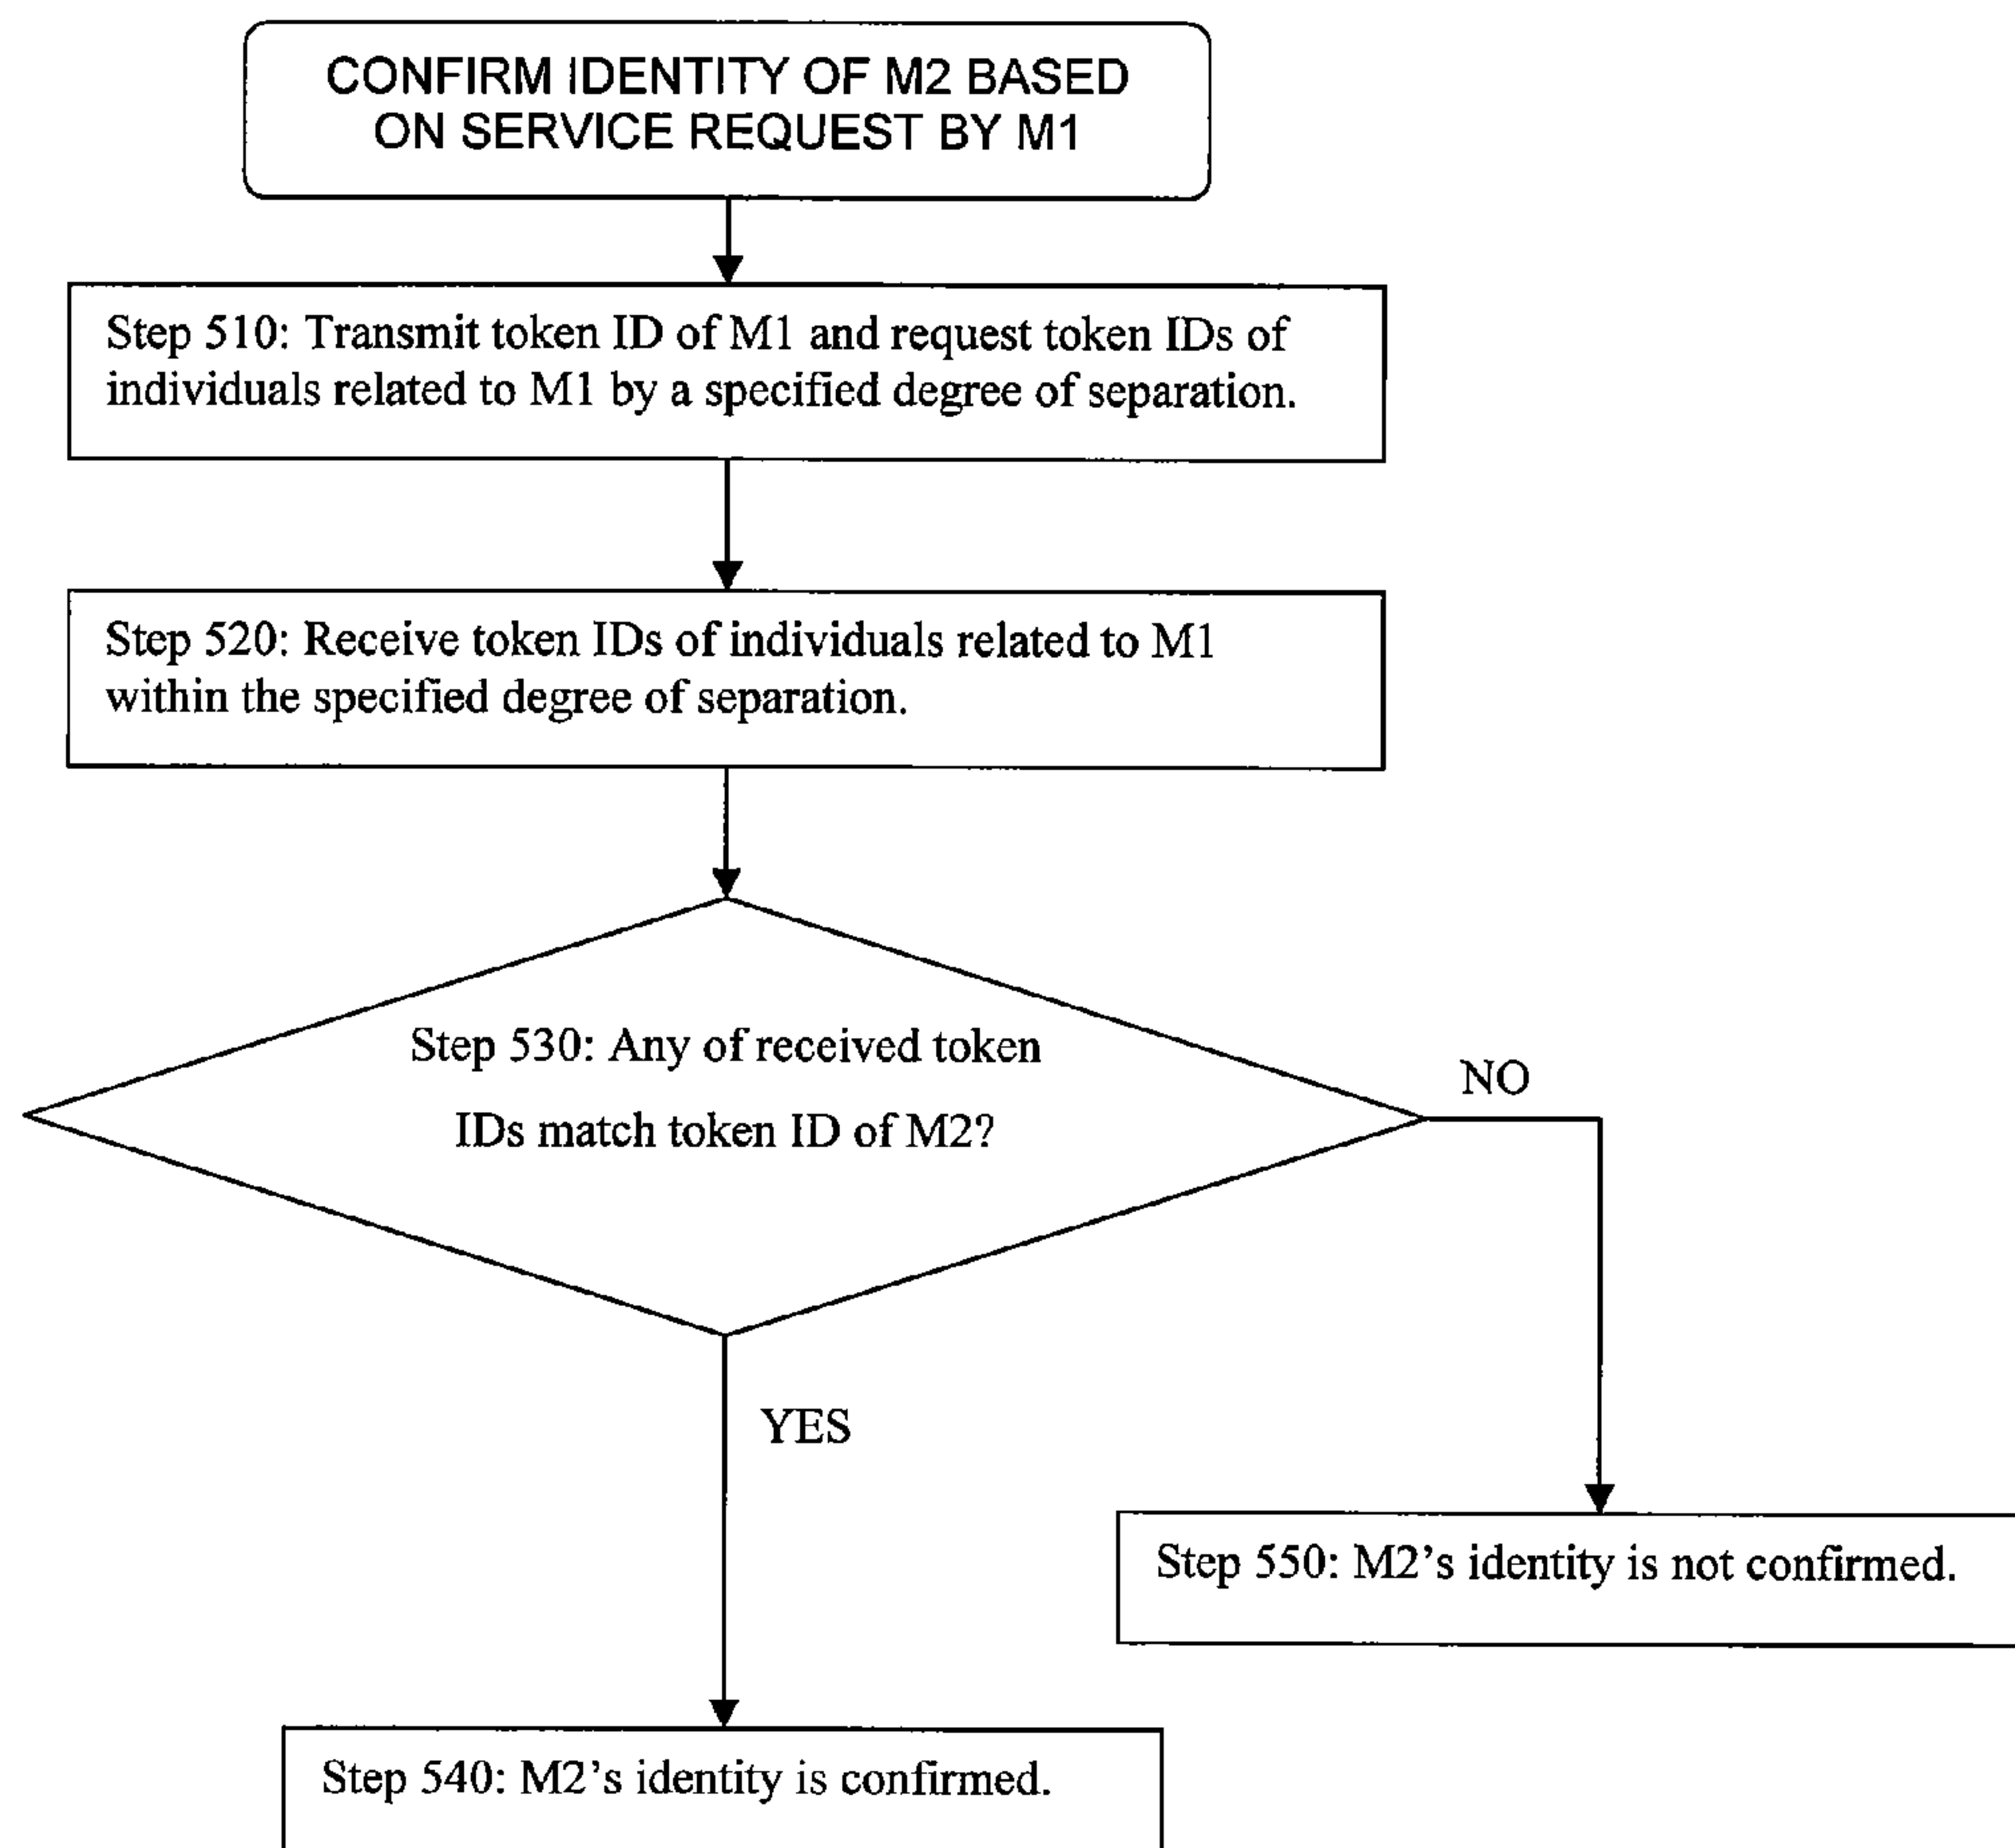 CONFIRM IDENTITY OF M2 BASED
ON SERVICE REQUEST BY M1
Step 510: Transmit token ID of M1 and request token IDs of
individuals related to M1 by a specified degree of separation.
Step 520: Receive token IDs of individuals related to M1
within the specified degree of separation.
Step 530: Any of received token
IDs match token ID of M2?
NO
YES
Step 550: M2’s identity is not confirmed.
Step 540: M2’s identity is confirmed.